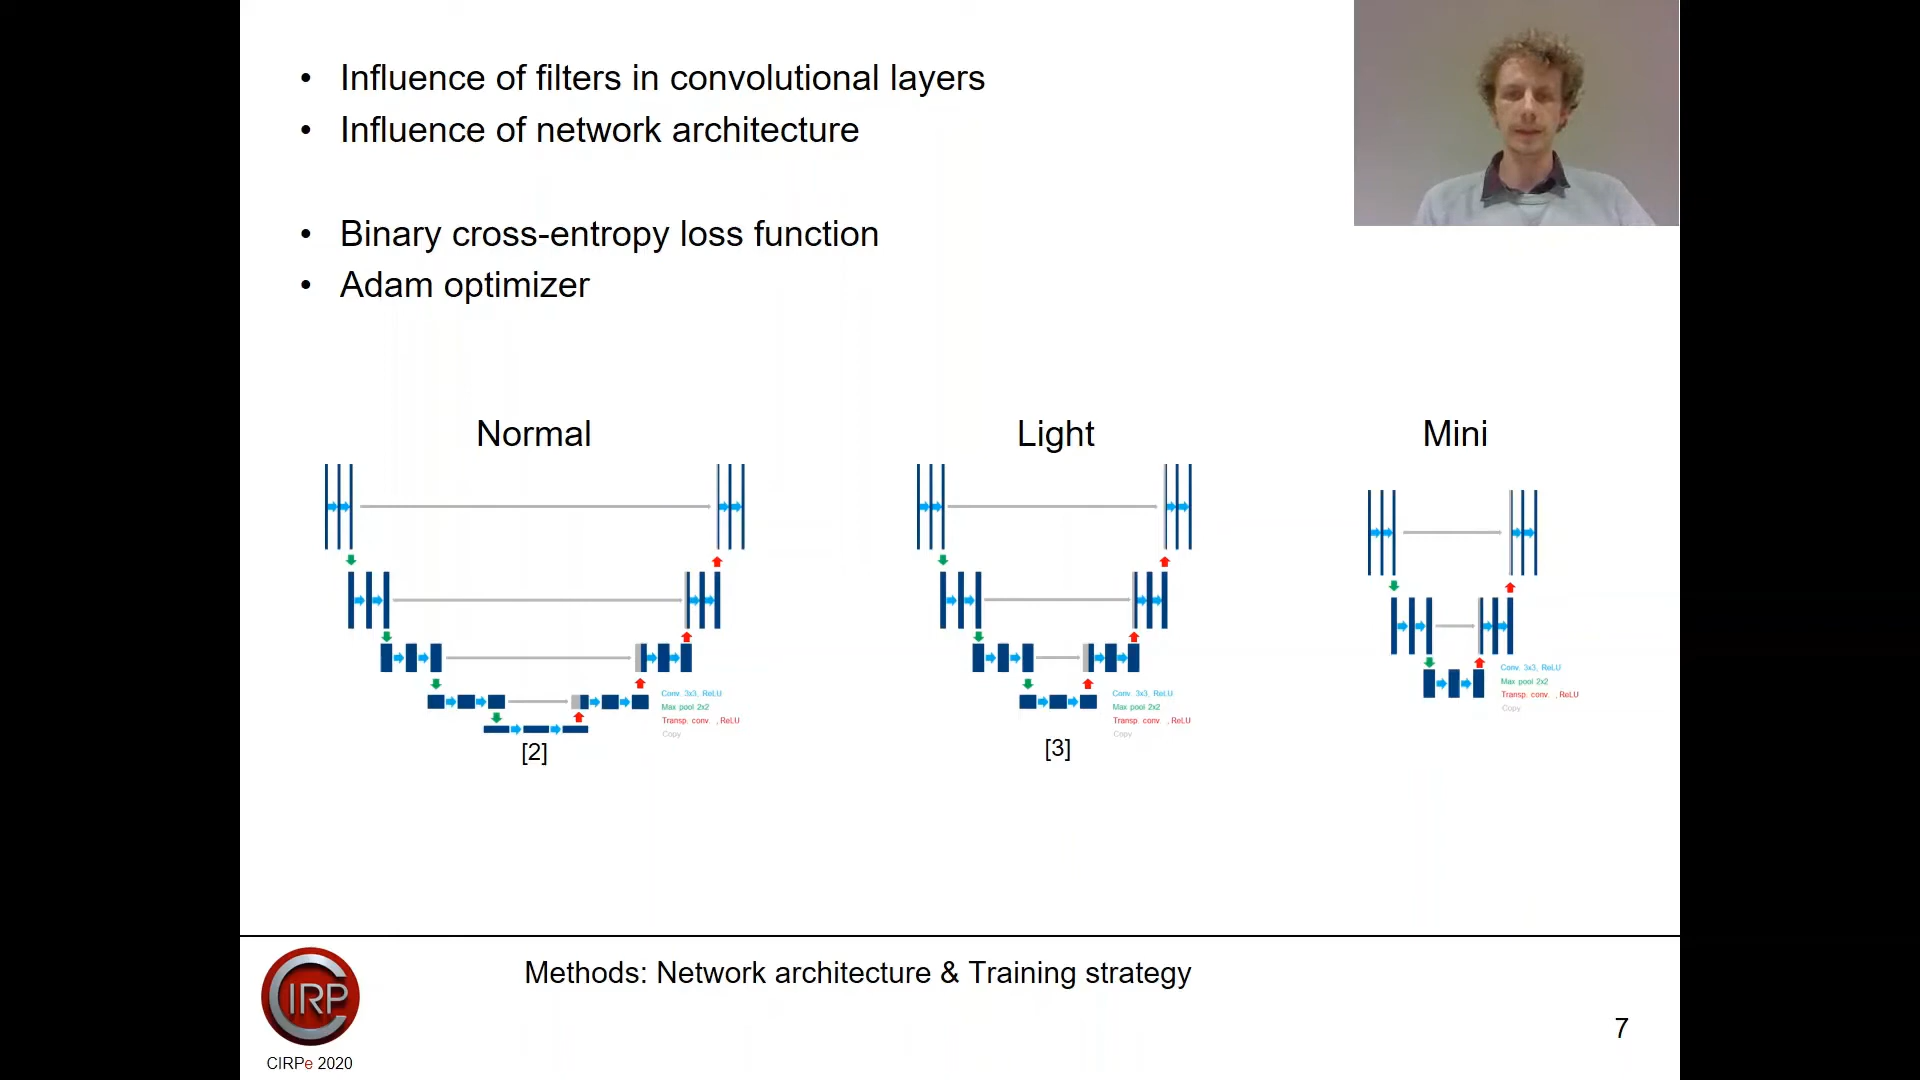 • Influence of filters in convolutional layers
• Influence of network architecture
• Binary cross-entropy loss function
• Adam optimizer
Normal
Light
Mini
Conv. 3x3, ReLU
Max pool 2x2
Transp. conv. , ReLU
Copy
[2]
Conv. 3x3, ReLU
Max pool 2x2
Transp. conv. , ReLU
Copy
[3]
Conv. 3x3, ReLU
Max pool 2x2
Transp. conv. , ReLU
Copy
CIRP
CIRPe 2020
Methods: Network architecture & Training strategy
7